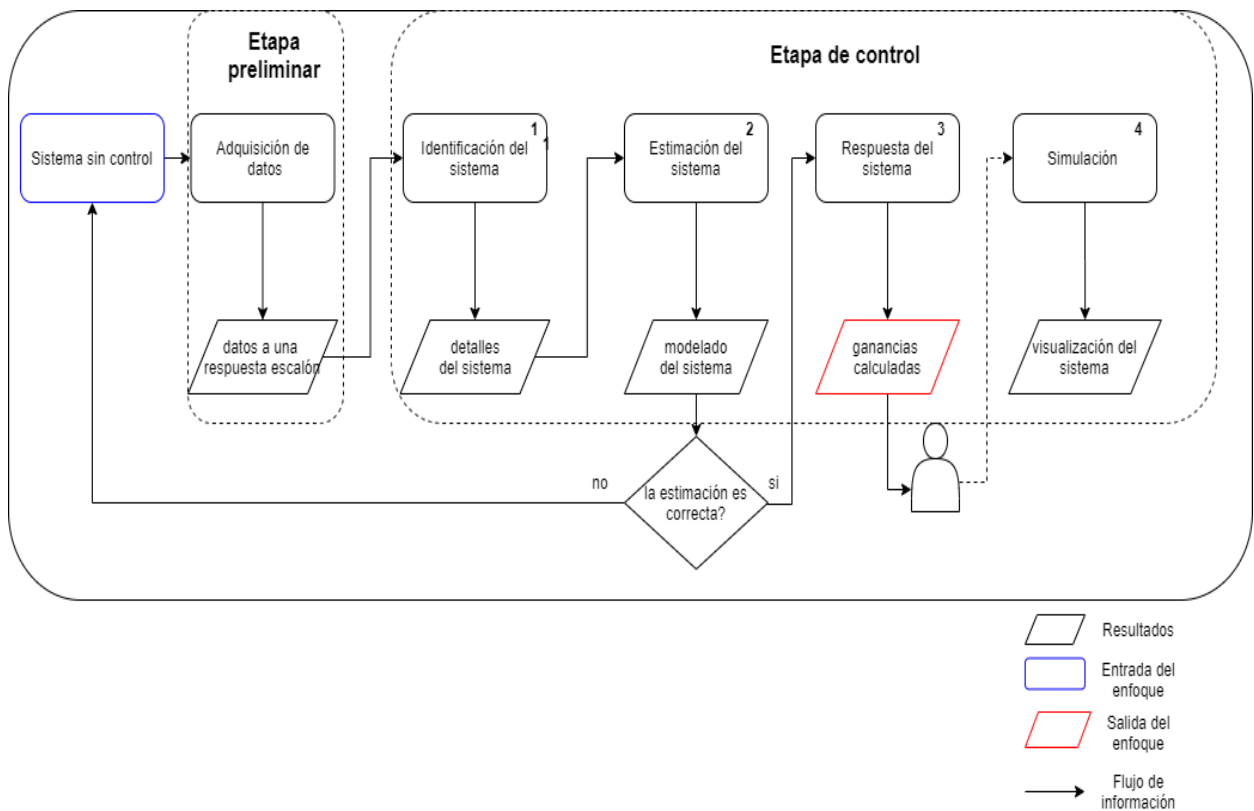 Etapa
preliminar
Etapa de control
Sistema sin control
Adquisición de
datos
1
1
Identificación del
sistema
2
Estimación del
sistema
3
Respuesta del
sistema
4
Simulación
datos a una
respuesta escalón
detalles
del sistema
modelado
del sistema
ganancias
calculadas
visualización del
sistema
no
la estimación es
correcta?
si
Resultados
Entrada del
enfoque
Salida del
enfoque
Flujo de
información